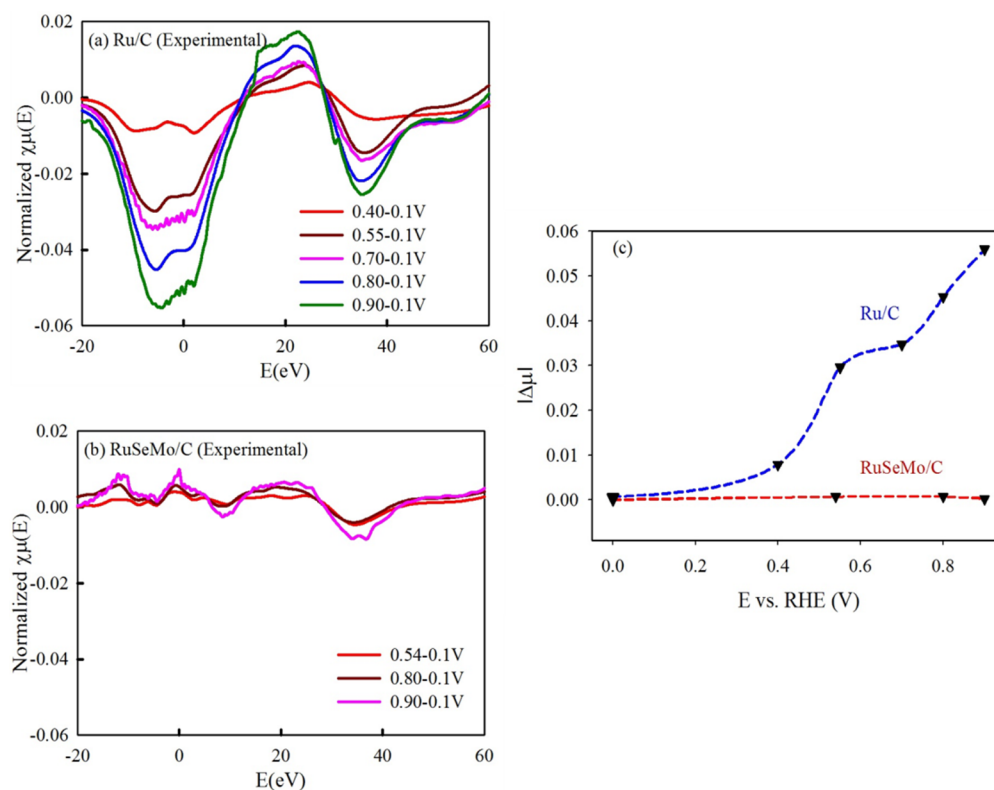 (a) Ru/C (Experimental)
Normalized χμ(E)
0.02
0.00
-0.02
-0.04
-0.06
0.40-0.1V
0.55-0.1V
0.70-0.1V
0.80-0.1V
0.90-0.1V
-20 0 20 40 60
E(eV)
(b) RuSeMo/C (Experimental)
Normalized χμ(E)
0.02
0.00
-0.02
-0.04
-0.06
0.54-0.1V
0.80-0.1V
0.90-0.1V
-20 0 20 40 60
E(eV)
(c)
|Δμ|
0.06
0.05
0.04
0.03
0.02
0.01
0.00
Ru/C
RuSeMo/C
0.0 0.2 0.4 0.6 0.8
E vs. RHE (V)